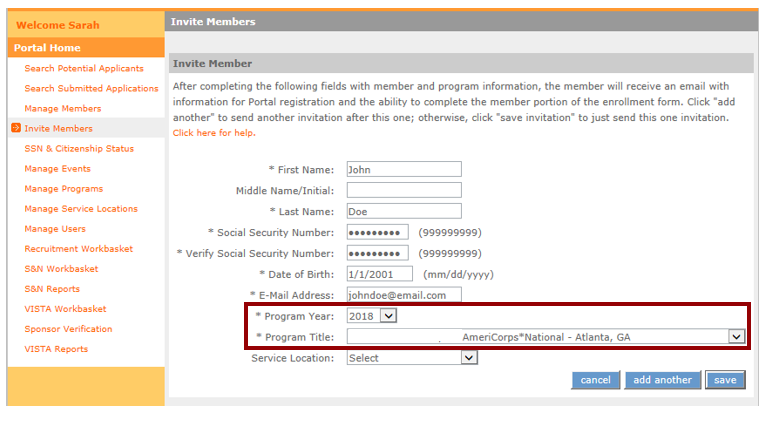 Welcome Sarah
Portal Home
Search Potential Applicants
Search Submitted Applications
Manage Members
Invite Members
SSN & Citizenship Status
Manage Events
Manage Programs
Manage Service Locations
Manage Users
Recruitment Workbasket
S&N Workbasket
S&N Reports
VISTA Workbasket
Sponsor Verification
VISTA Reports
Invite Members
Invite Member
After completing the following fields with member and program information, the member will receive an email with
information for Portal registration and the ability to complete the member portion of the enrollment form. Click "add
another" to send another invitation after this one; otherwise, click "save invitation" to just send this one invitation.
Click here for help.
* First Name: John
Middle Name/Initial:
* Last Name: Doe
* Social Security Number: ●●●●●●●●● (999999999)
* Verify Social Security Number: ●●●●●●●●● (999999999)
* Date of Birth: 1/1/2001 (mm/dd/yyyy)
* E-Mail Address: johndoe@email.com
* Program Year: 2018
* Program Title: AmeriCorps*National - Atlanta, GA
Service Location: Select
cancel add another save